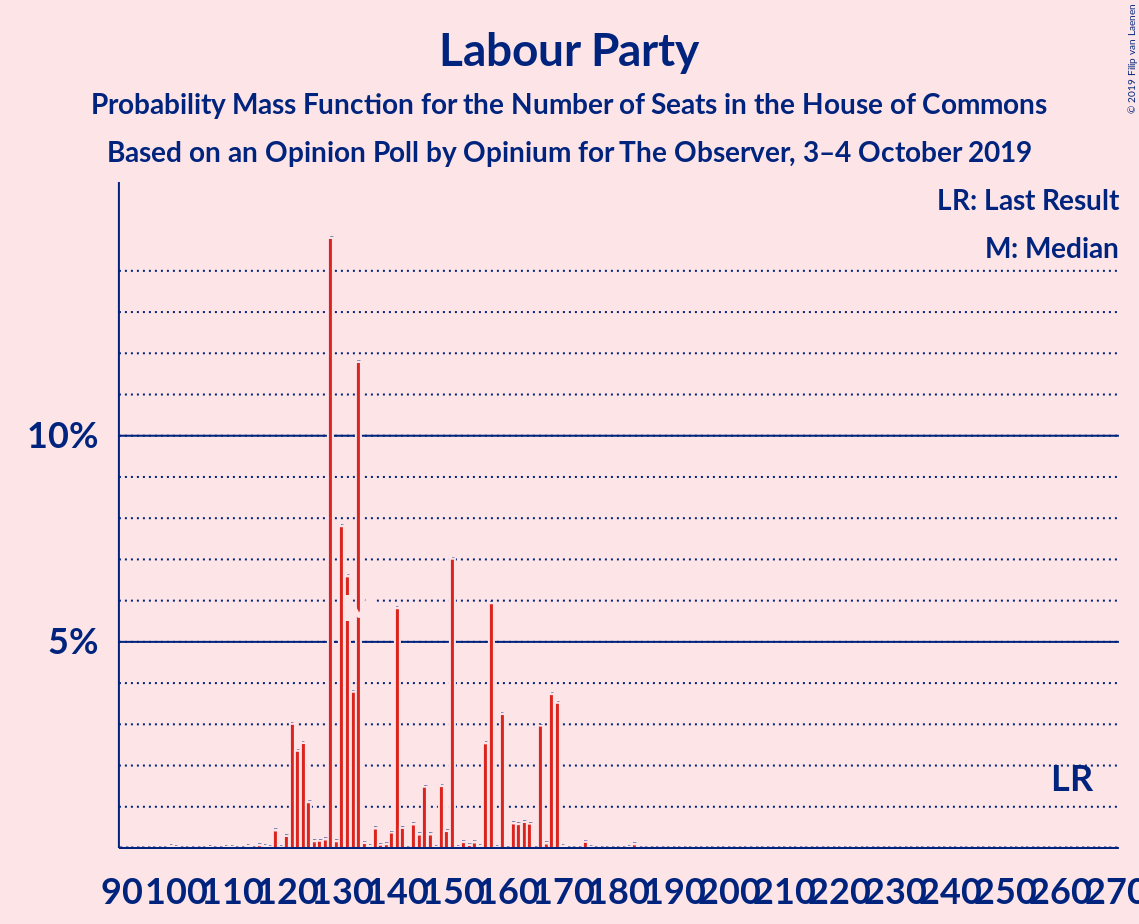 Labour Party
Probability Mass Function for the Number of Seats in the House of Commons
Based on an Opinion Poll by Opinium for The Observer, 3–4 October 2019
© 2019 Filip van Laenen
LR: Last Result
M: Median
10%
5%
LR
90 100 110 120 130 140 150 160 170 180 190 200 210 220 230 240 250 260 270